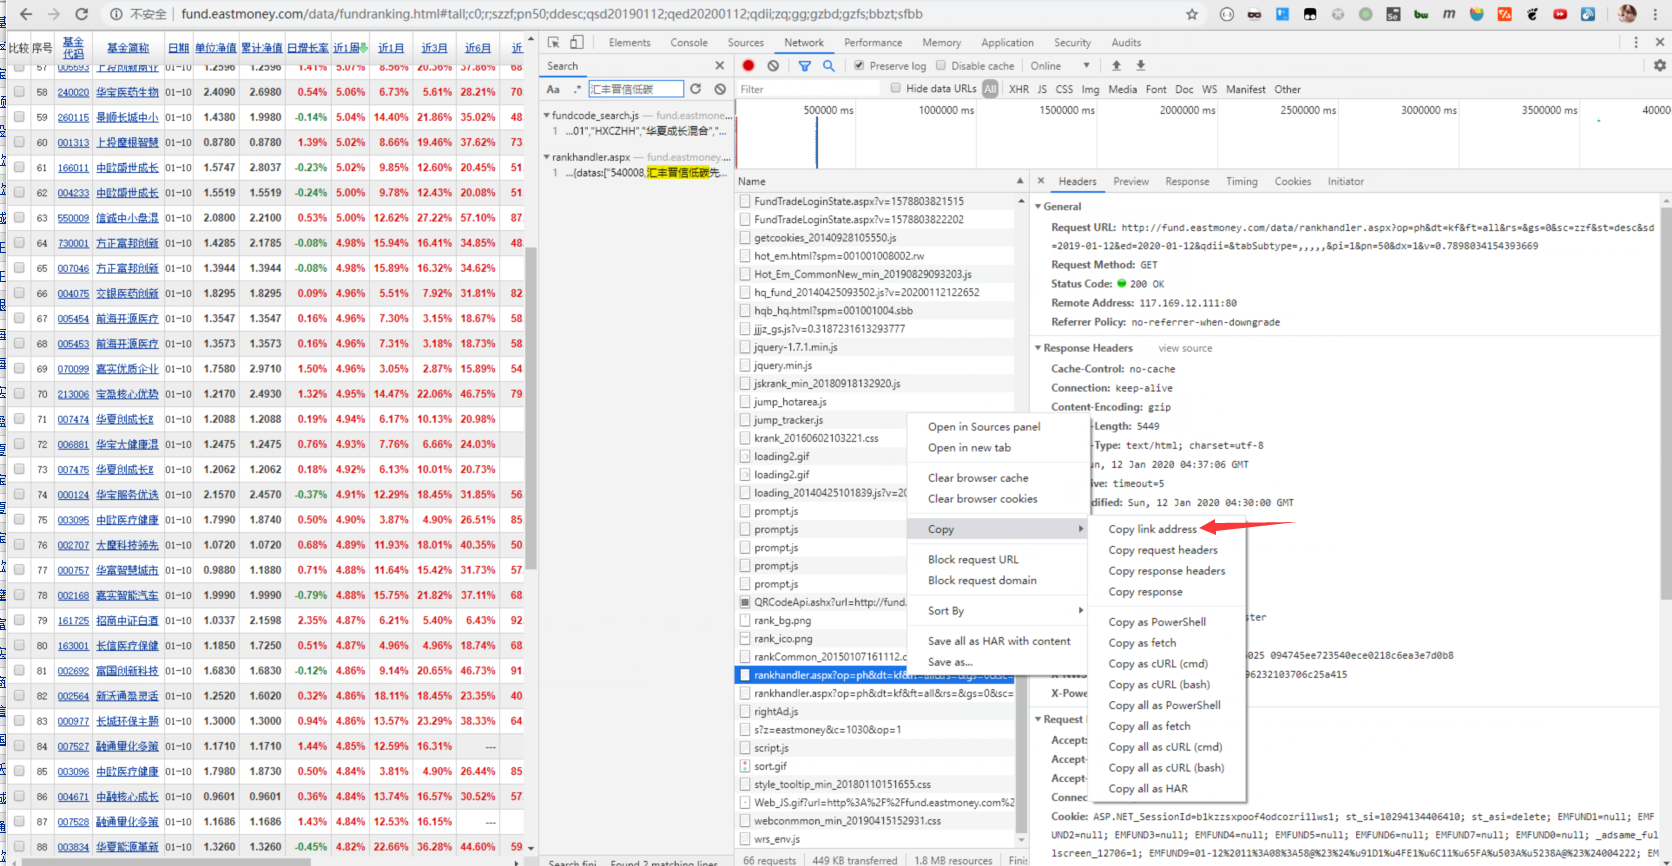 不安全 fund.eastmoney.com/data/fundranking.html#tall;c0;r;szzf;pn50;ddesc;qsd20190112;qed20200112;qdii;zq;gg;gzbd;gzfs;bbzt;sfbb
比较 序号 基金代码 基金简称 日期 单位净值 累计净值 日增长率 近1周 近1月 近3月 近6月 近
57 005593 上投创新商业 01-10 1.2596 1.2596 1.41% 5.07% 8.56% 20.36% 37.86% 68.
58 240020 华宝医药生物 01-10 2.4090 2.6980 0.54% 5.06% 6.73% 5.61% 28.21% 70.
59 260115 景顺长城中小 01-10 1.4380 1.9980 -0.14% 5.04% 14.40% 21.86% 35.02% 48.
60 001313 上投摩根智慧 01-10 0.8780 0.8780 1.39% 5.02% 8.66% 19.46% 37.62% 73.
61 166011 中欧盛世成长 01-10 1.5747 2.8037 -0.23% 5.02% 9.85% 12.60% 20.45% 51.
62 004233 中欧盛世成长 01-10 1.5519 1.5519 -0.24% 5.00% 9.78% 12.43% 20.08% 51.
63 550009 信诚中小盘混 01-10 2.0800 2.2100 0.53% 5.00% 12.62% 27.22% 57.10% 87.
64 730001 方正富邦创新 01-10 1.4285 2.1785 -0.08% 4.98% 15.94% 16.41% 34.85% 48.
65 007046 方正富邦创新 01-10 1.3944 1.3944 -0.08% 4.98% 15.89% 16.32% 34.62%
66 004075 交银医药创新 01-10 1.8295 1.8295 0.09% 4.96% 5.51% 7.92% 31.81% 82.
67 005454 前海开源医疗 01-10 1.3547 1.3547 0.16% 4.96% 7.30% 3.15% 18.67% 58.
68 005453 前海开源医疗 01-10 1.3573 1.3573 0.16% 4.96% 7.31% 3.18% 18.73% 58.
69 070099 嘉实优质企业 01-10 1.7580 2.9710 1.50% 4.96% 3.05% 2.87% 15.89% 54.
70 213006 宝盈核心优势 01-10 1.2170 2.4930 1.32% 4.95% 14.47% 22.06% 46.75% 79.
71 007474 华夏创成长E 01-10 1.2088 1.2088 0.19% 4.94% 6.17% 10.13% 20.98%
72 006881 华宝大健康混 01-10 1.2475 1.2475 0.76% 4.93% 7.76% 6.66% 24.03%
73 007475 华夏创成长E 01-10 1.2062 1.2062 0.18% 4.92% 6.13% 10.01% 20.73%
74 000124 华宝服务优选 01-10 2.1570 2.4570 -0.37% 4.91% 12.29% 18.45% 31.85% 56.
75 003095 中欧医疗健康 01-10 1.7990 1.8740 0.50% 4.90% 3.87% 4.90% 26.51% 85.
76 002707 大摩科技领先 01-10 1.0720 1.0720 0.68% 4.89% 11.93% 18.01% 40.35% 50.
77 000757 华富智慧城市 01-10 0.9880 1.1880 0.71% 4.88% 11.64% 15.42% 31.73% 57.
78 002168 嘉实智能汽车 01-10 1.9990 1.9990 -0.79% 4.88% 15.75% 21.82% 37.11% 68.
79 161725 招商中证白酒 01-10 1.0337 2.1598 2.35% 4.87% 6.21% 5.40% 6.43% 92.
80 163001 长信医疗保健 01-10 1.1850 1.7250 0.51% 4.87% 4.96% 4.96% 18.74% 68.
81 002692 富国创新科技 01-10 1.6830 1.6830 -0.12% 4.86% 9.14% 20.65% 46.73% 91.
82 002564 新沃通盈灵活 01-10 1.2520 1.6020 0.32% 4.86% 18.11% 18.45% 23.35% 40.
83 000977 长城环保主题 01-10 1.3000 1.3000 0.94% 4.86% 13.57% 23.29% 38.33% 64.
84 007527 融通量化多策 01-10 1.1710 1.1710 1.44% 4.85% 12.59% 16.31% ---
85 003096 中欧医疗健康 01-10 1.7980 1.8730 0.50% 4.84% 3.81% 4.90% 26.44% 85.
86 004671 中融核心成长 01-10 0.9601 0.9601 0.36% 4.84% 13.74% 16.57% 30.52% 57.
87 007528 融通量化多策 01-10 1.1686 1.1686 1.43% 4.84% 12.53% 16.15% ---
88 003834 华夏能源革新 01-10 1.3260 1.3260 -0.45% 4.82% 22.66% 36.28% 44.60% 59.
Elements Console Sources Network Performance Memory Application Security Audits
Search
Aa .* 汇丰晋信低碳
fundcode_search.js — fund.eastmone...
1 ...01","HXCZHH","华夏成长混合","...
rankhandler.aspx — fund.eastmoney....
1 ...{datas:["540008,汇丰晋信低碳先...
Search fini... Found 2 matching lines
Preserve log Disable cache Online
Filter Hide data URLs All XHR JS CSS Img Media Font Doc WS Manifest Other
500000 ms 1000000 ms 1500000 ms 2000000 ms 2500000 ms 3000000 ms 3500000 ms 40000
Name
FundTradeLoginState.aspx?v=1578803821515
FundTradeLoginState.aspx?v=1578803822202
getcookies_20140928105550.js
hot_em.html?spm=001001008002.rw
Hot_Em_CommonNew_min_20190829093203.js
hq_fund_20140425093502.js?v=20200112122652
hqb_hq.html?spm=001001004.sbb
jjjz_gs.js?v=0.3187231613293777
jquery-1.7.1.min.js
jquery.min.js
jskrank_min_20180918132920.js
jump_hotarea.js
jump_tracker.js
krank_20160602103221.css
loading2.gif
loading2.gif
loading_20140425101839.js?v=20
prompt.js
prompt.js
prompt.js
prompt.js
prompt.js
QRCodeApi.ashx?url=http://fund.
rank_bg.png
rank_ico.png
rankCommon_20150107161112.c
rankhandler.aspx?op=ph&dt=kf&ft=all&rs=&gs=0&sc=
rankhandler.aspx?op=ph&dt=kf&ft=all&rs=&gs=0&sc=
rightAd.js
s?z=eastmoney&c=1030&op=1
script.js
sort.gif
style_tooltip_min_20180110151655.css
Web_JS.gif?url=http%3A%2F%2Ffund.eastmoney.com%2
webconmmon_min_20190415152931.css
wrs_env.js
66 requests 449 KB transferred 1.8 MB resources Finis
Open in Sources panel
Open in new tab
Clear browser cache
Clear browser cookies
Copy
Block request URL
Block request domain
Sort By
Save all as HAR with content
Save as...
Copy link address
Copy request headers
Copy response headers
Copy response
Copy as PowerShell
Copy as fetch
Copy as cURL (cmd)
Copy as cURL (bash)
Copy all as PowerShell
Copy all as fetch
Copy all as cURL (cmd)
Copy all as cURL (bash)
Copy all as HAR
Headers Preview Response Timing Cookies Initiator
General
Request URL: http://fund.eastmoney.com/data/rankhandler.aspx?op=ph&dt=kf&ft=all&rs=&gs=0&sc=zzf&st=desc&sd
=2019-01-12&ed=2020-01-12&qdii=&tabSubtype=,,,,,&pi=1&pn=50&dx=1&v=0.7898034154393669
Request Method: GET
Status Code: 200 OK
Remote Address: 117.169.12.111:80
Referrer Policy: no-referrer-when-downgrade
Response Headers view source
Cache-Control: no-cache
Connection: keep-alive
Content-Encoding: gzip
-Length: 5449
-Type: text/html; charset=utf-8
un, 12 Jan 2020 04:37:06 GMT
ive: timeout=5
dified: Sun, 12 Jan 2020 04:30:00 GMT
ster
6025 094745ee723540ece0218c6ea3e7d0b8
96232103706c25a415
X-Powe
Request
Accept:
Accept-
Accept-
Connec
Cookie: ASP.NET_SessionId=b1kzzsxpoof4odcozrillws1; st_si=10294134406410; st_asi=delete; EMFUND1=null; EMF
UND2=null; EMFUND3=null; EMFUND4=null; EMFUND5=null; EMFUND6=null; EMFUND7=null; EMFUND0=null; _adsame_ful
lscreen_12706=1; EMFUND9=01-12%2011%3A08%3A58@%23%24%u91D1%u4FE1%u6C11%u65FA%u503A%u5238A@%23%24004222; EM